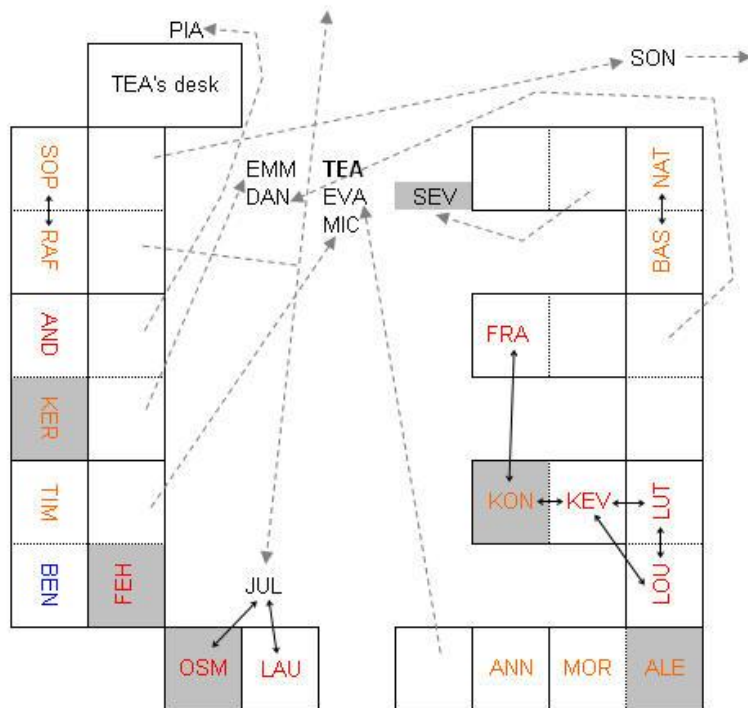 PIA
SON
TEA's desk
SOP
EMM
TEA
NAT
DAN
EVA
SEV
MIC
RAF
BAS
AND
FRA
KER
TIM
KON
KEV
LUT
BEN
FEH
JUL
LOU
OSM
LAU
ANN
MOR
ALE